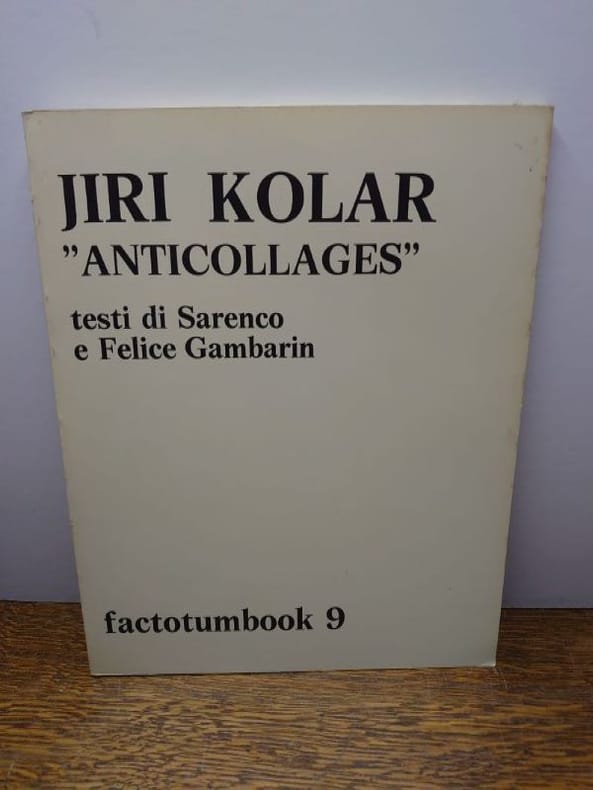 JIRI KOLAR
”ANTICOLLAGES”
testi di Sarenco
e Felice Gambarin
factotumbook 9